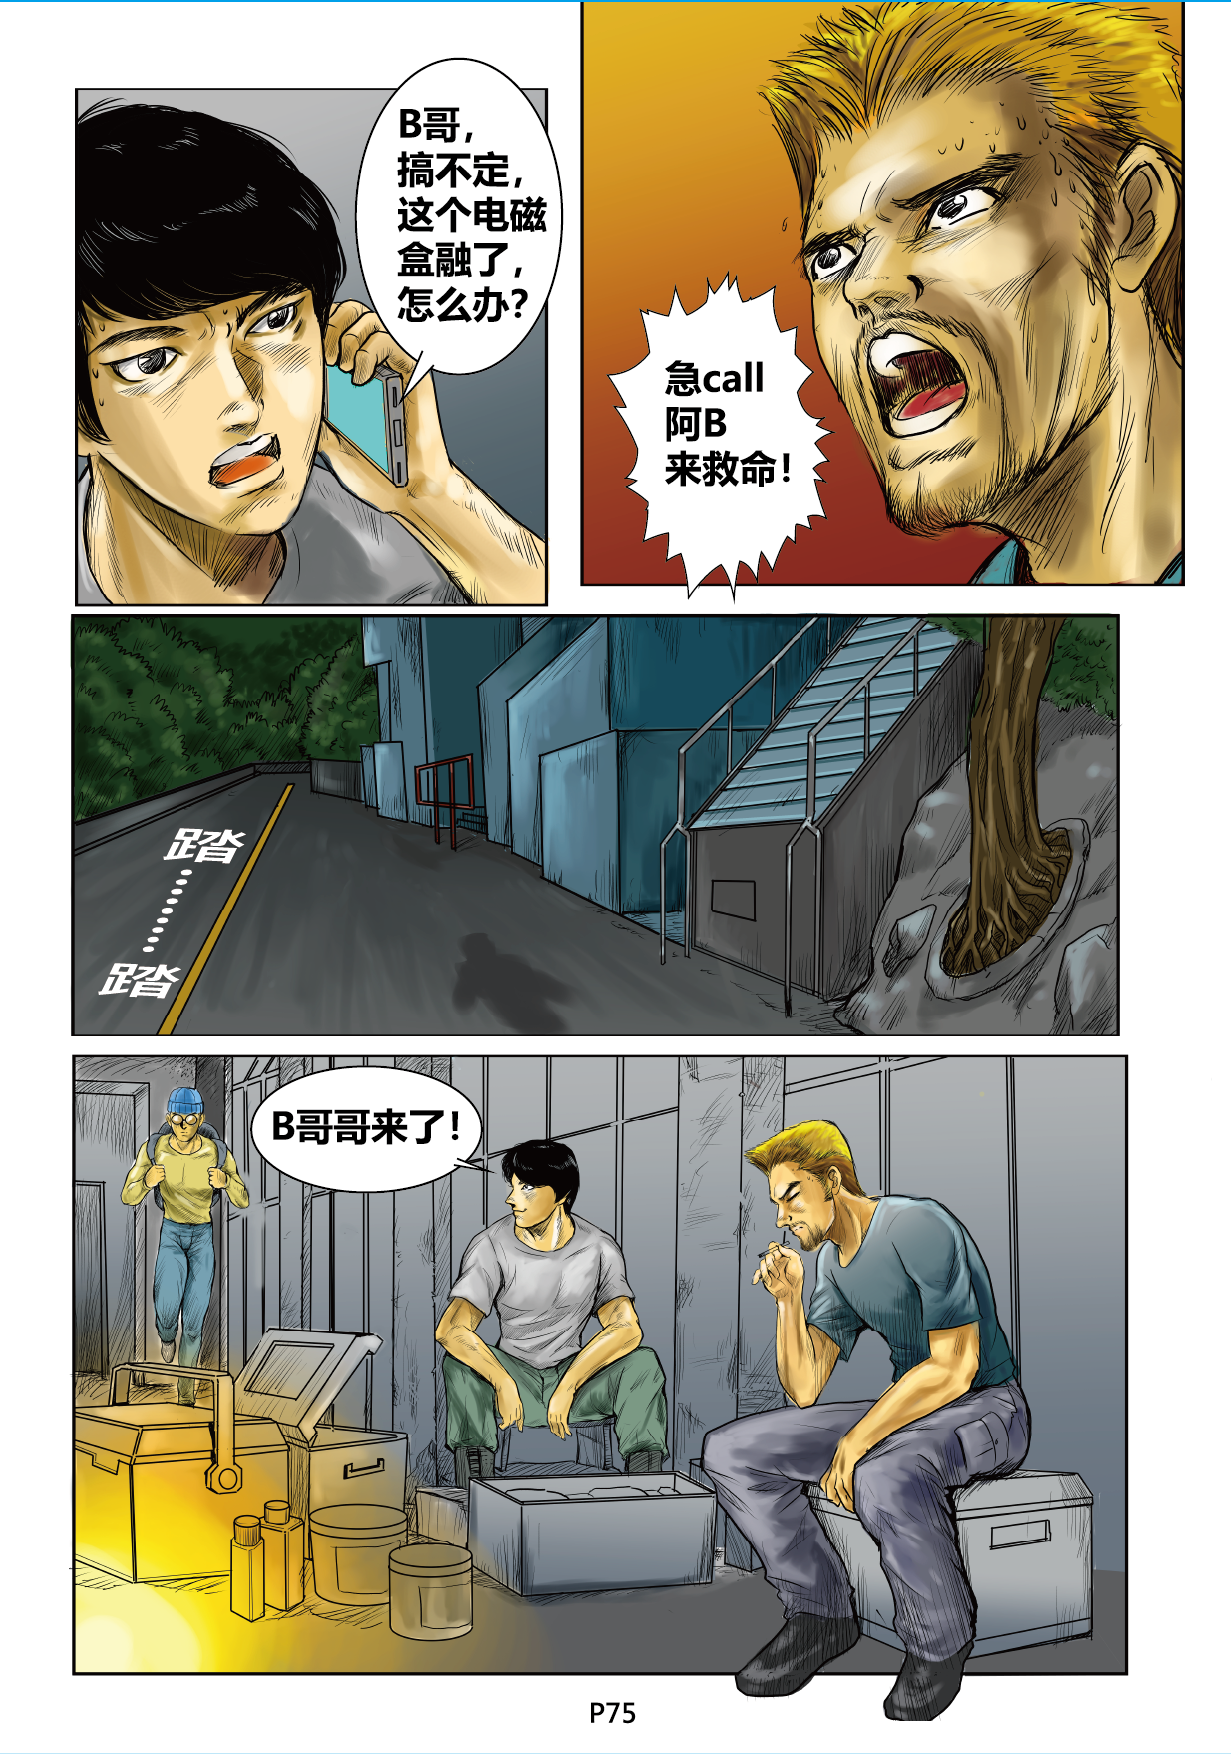 B哥，
搞不定，
这个电磁
盒融了，
怎么办？
急call
阿B
来救命！
踏
………
踏
B哥哥来了！
P75